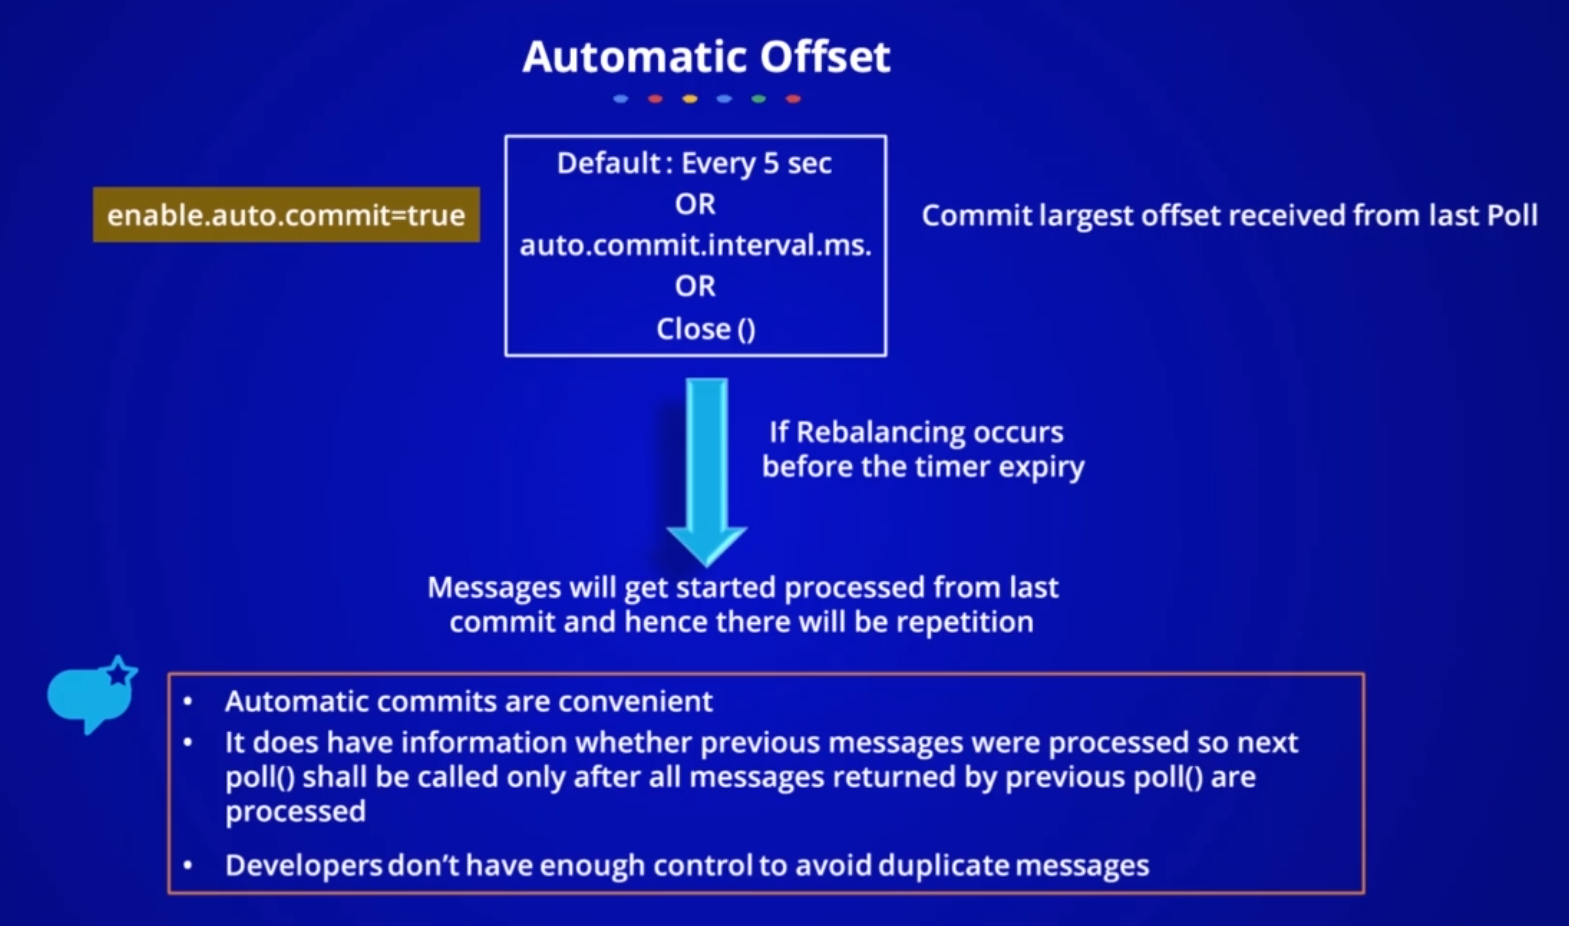 Automatic Offset
enable.auto.commit=true
Default : Every 5 sec
OR
auto.commit.interval.ms.
OR
Close ()
Commit largest offset received from last Poll
If Rebalancing occurs
before the timer expiry
Messages will get started processed from last
commit and hence there will be repetition
• Automatic commits are convenient
• It does have information whether previous messages were processed so next
poll() shall be called only after all messages returned by previous poll() are
processed
• Developers don’t have enough control to avoid duplicate messages